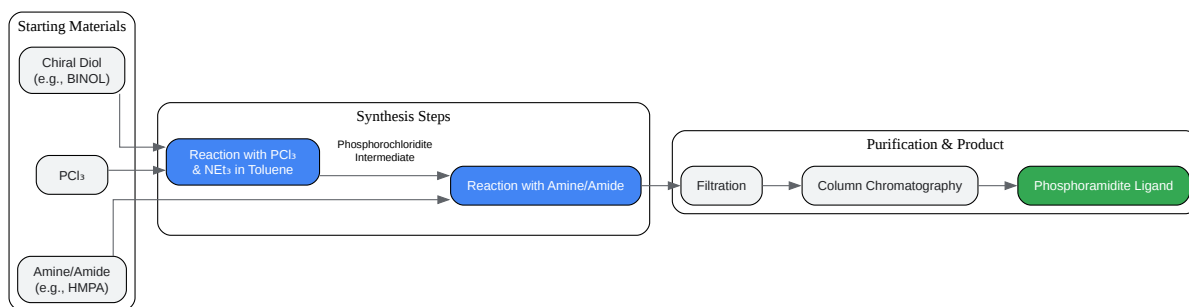 Starting Materials
Chiral Diol
(e.g., BINOL)
PCl₃
Amine/Amide
(e.g., HMPA)
Synthesis Steps
Reaction with PCl₃
& NEt₃ in Toluene
Phosphorochloridite
Intermediate
Reaction with Amine/Amide
Purification & Product
Filtration
Column Chromatography
Phosphoramidite Ligand